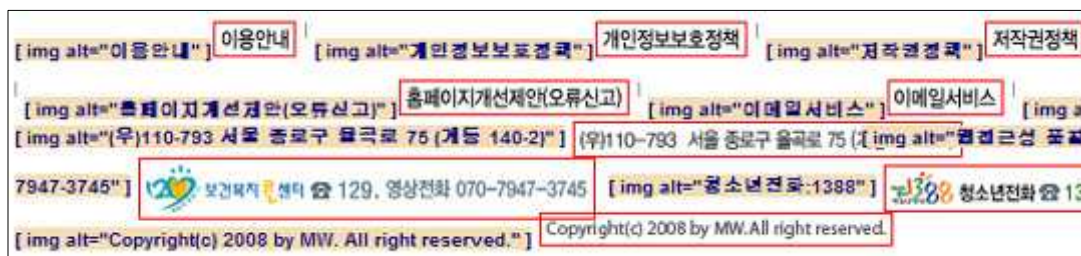 [ img alt="이용안내" ] 이용안내 | [ img alt="개인정보보호정책" ] 개인정보보호정책 | [ img alt="저작권정책" ] 저작권정책
| [ img alt="홈페이지개선제안(오류신고)" ] 홈페이지개선제안(오류신고) | [ img alt="이메일서비스" ] 이메일서비스 | [ img a
[ img alt="(우)110-793 서울 종로구 율곡로 75 (계동 140-2)" ] (우)110-793 서울 종로구 율곡로 75 ( [ img alt="웹접근성
7947-3745" ] 129 보건복지콜센터 ☎ 129, 영상전화 070-7947-3745 [ img alt="청소년전화:1388" ] 1388 청소년전화 ☎ 13
[ img alt="Copyright(c) 2008 by MW. All right reserved." ] Copyright(c) 2008 by MW.All right reserved.